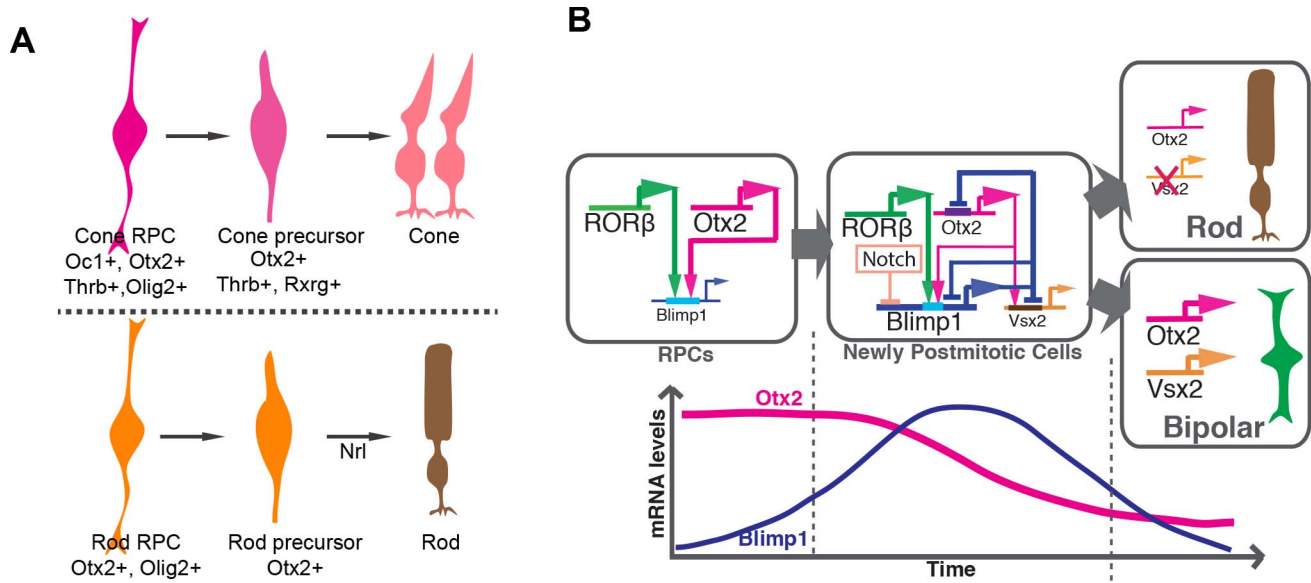 A
Cone RPC
Oc1+, Otx2+
Thrb+,Olig2+
Cone precursor
Otx2+
Thrb+, Rxrg+
Cone
Nrl
Rod RPC
Otx2+, Olig2+
Rod precursor
Otx2+
Rod
B
RORβ
Otx2
Blimp1
RPCs
RORβ
Otx2
Notch
Blimp1
Vsx2
Newly Postmitotic Cells
Otx2
Vsx2
Rod
Otx2
Vsx2
Bipolar
mRNA levels
Otx2
Blimp1
Time